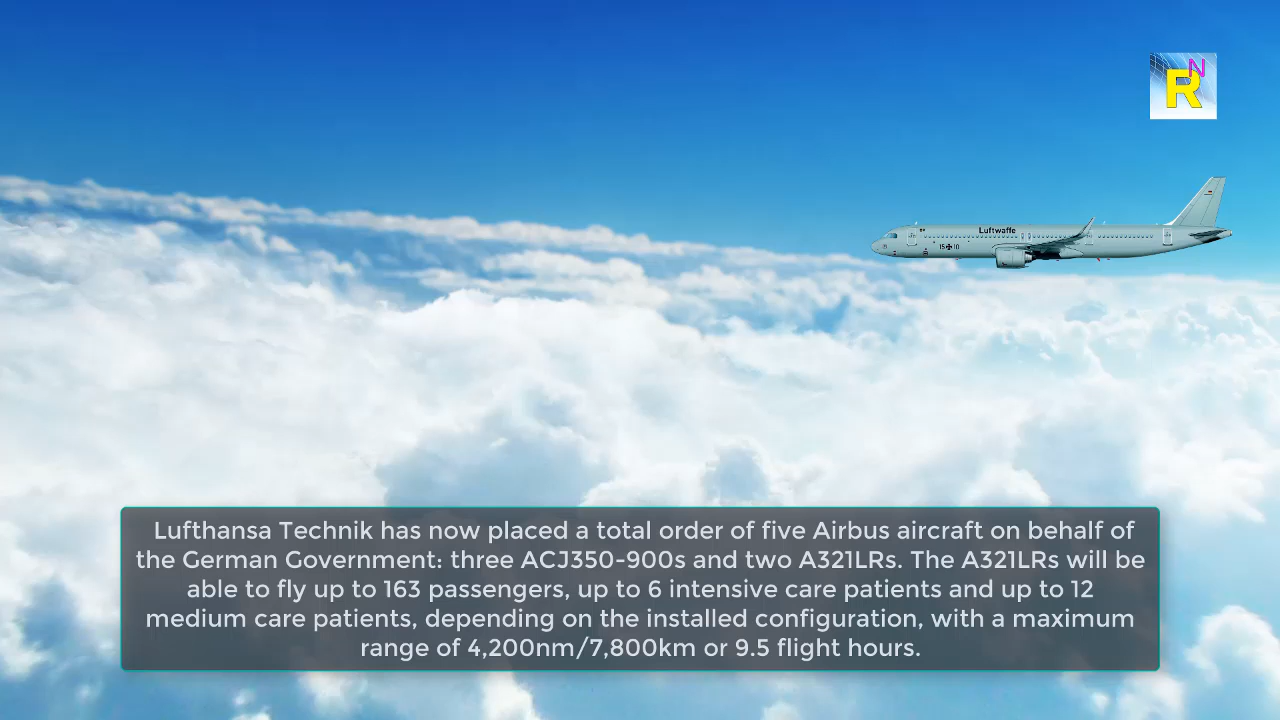 RN
Luftwaffe
15 10
Lufthansa Technik has now placed a total order of five Airbus aircraft on behalf of
the German Government: three ACJ350-900s and two A321LRs. The A321LRs will be
able to fly up to 163 passengers, up to 6 intensive care patients and up to 12
medium care patients, depending on the installed configuration, with a maximum
range of 4,200nm/7,800km or 9.5 flight hours.